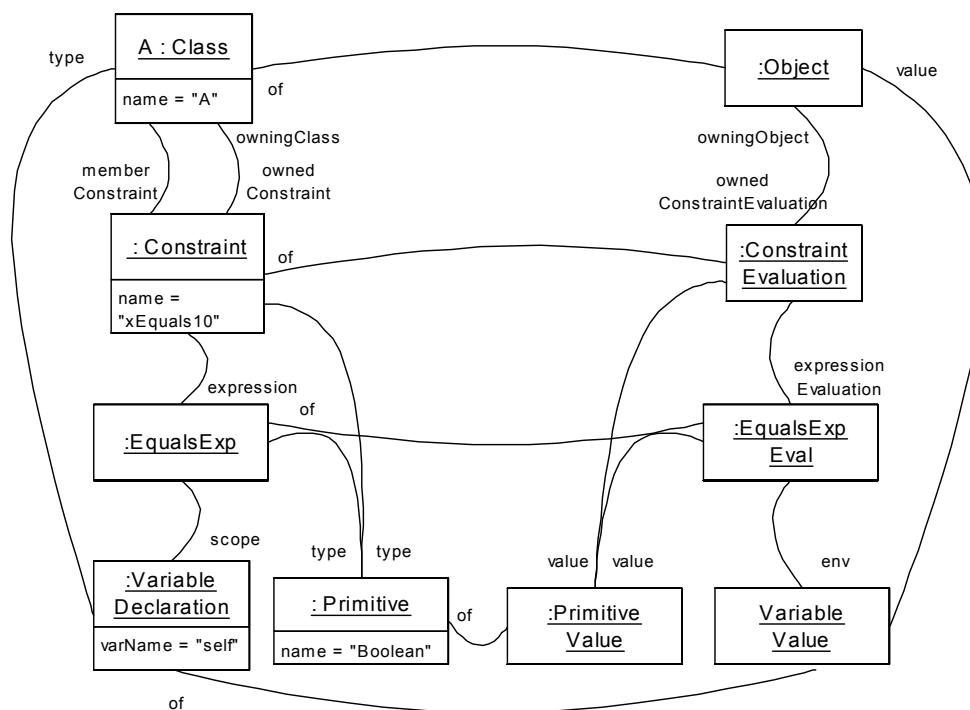 A : Class
name = "A"
type
of
:Object
value
owningClass
owningObject
member
Constraint
owned
Constraint
owned
ConstraintEvaluation
: Constraint
name =
"xEquals10"
of
:Constraint
Evaluation
expression
of
expression
Evaluation
:EqualsExp
:EqualsExp
Eval
scope
type
type
value
value
env
:Variable
Declaration
varName = "self"
: Primitive
name = "Boolean"
of
:Primitive
Value
Variable
Value
of